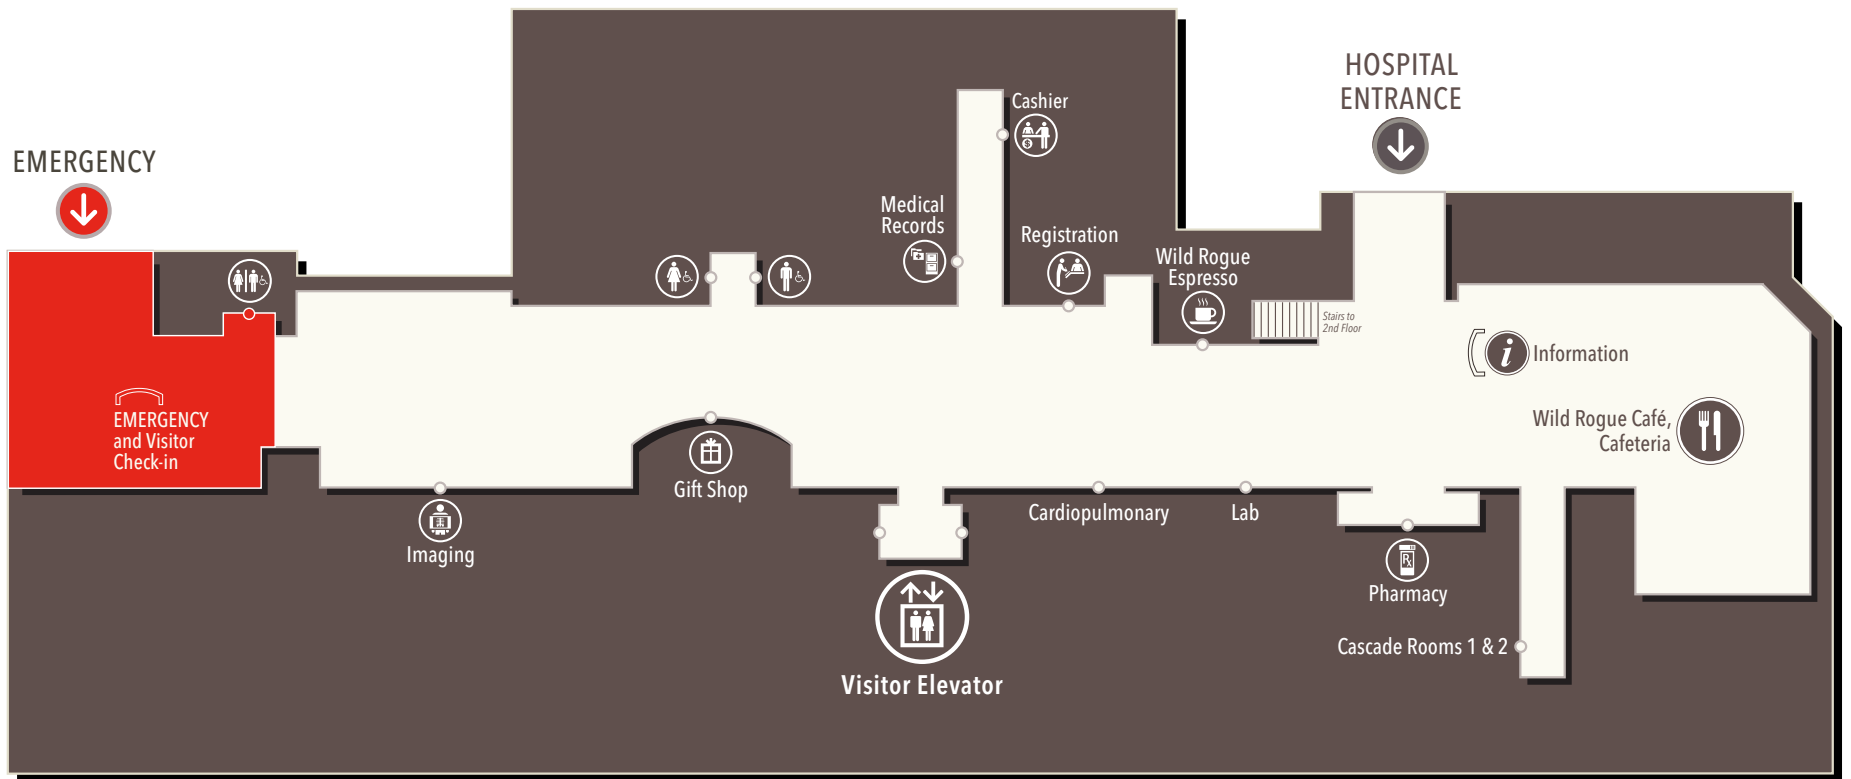 HOSPITAL
ENTRANCE
EMERGENCY
Cashier
$
Medical
Records
Registration
Wild Rogue
Espresso
Stairs to
2nd Floor
i Information
EMERGENCY
and Visitor
Check-in
Wild Rogue Café,
Cafeteria
Gift Shop
Imaging
Cardiopulmonary
Lab
Rx
Pharmacy
Cascade Rooms 1 & 2
Visitor Elevator